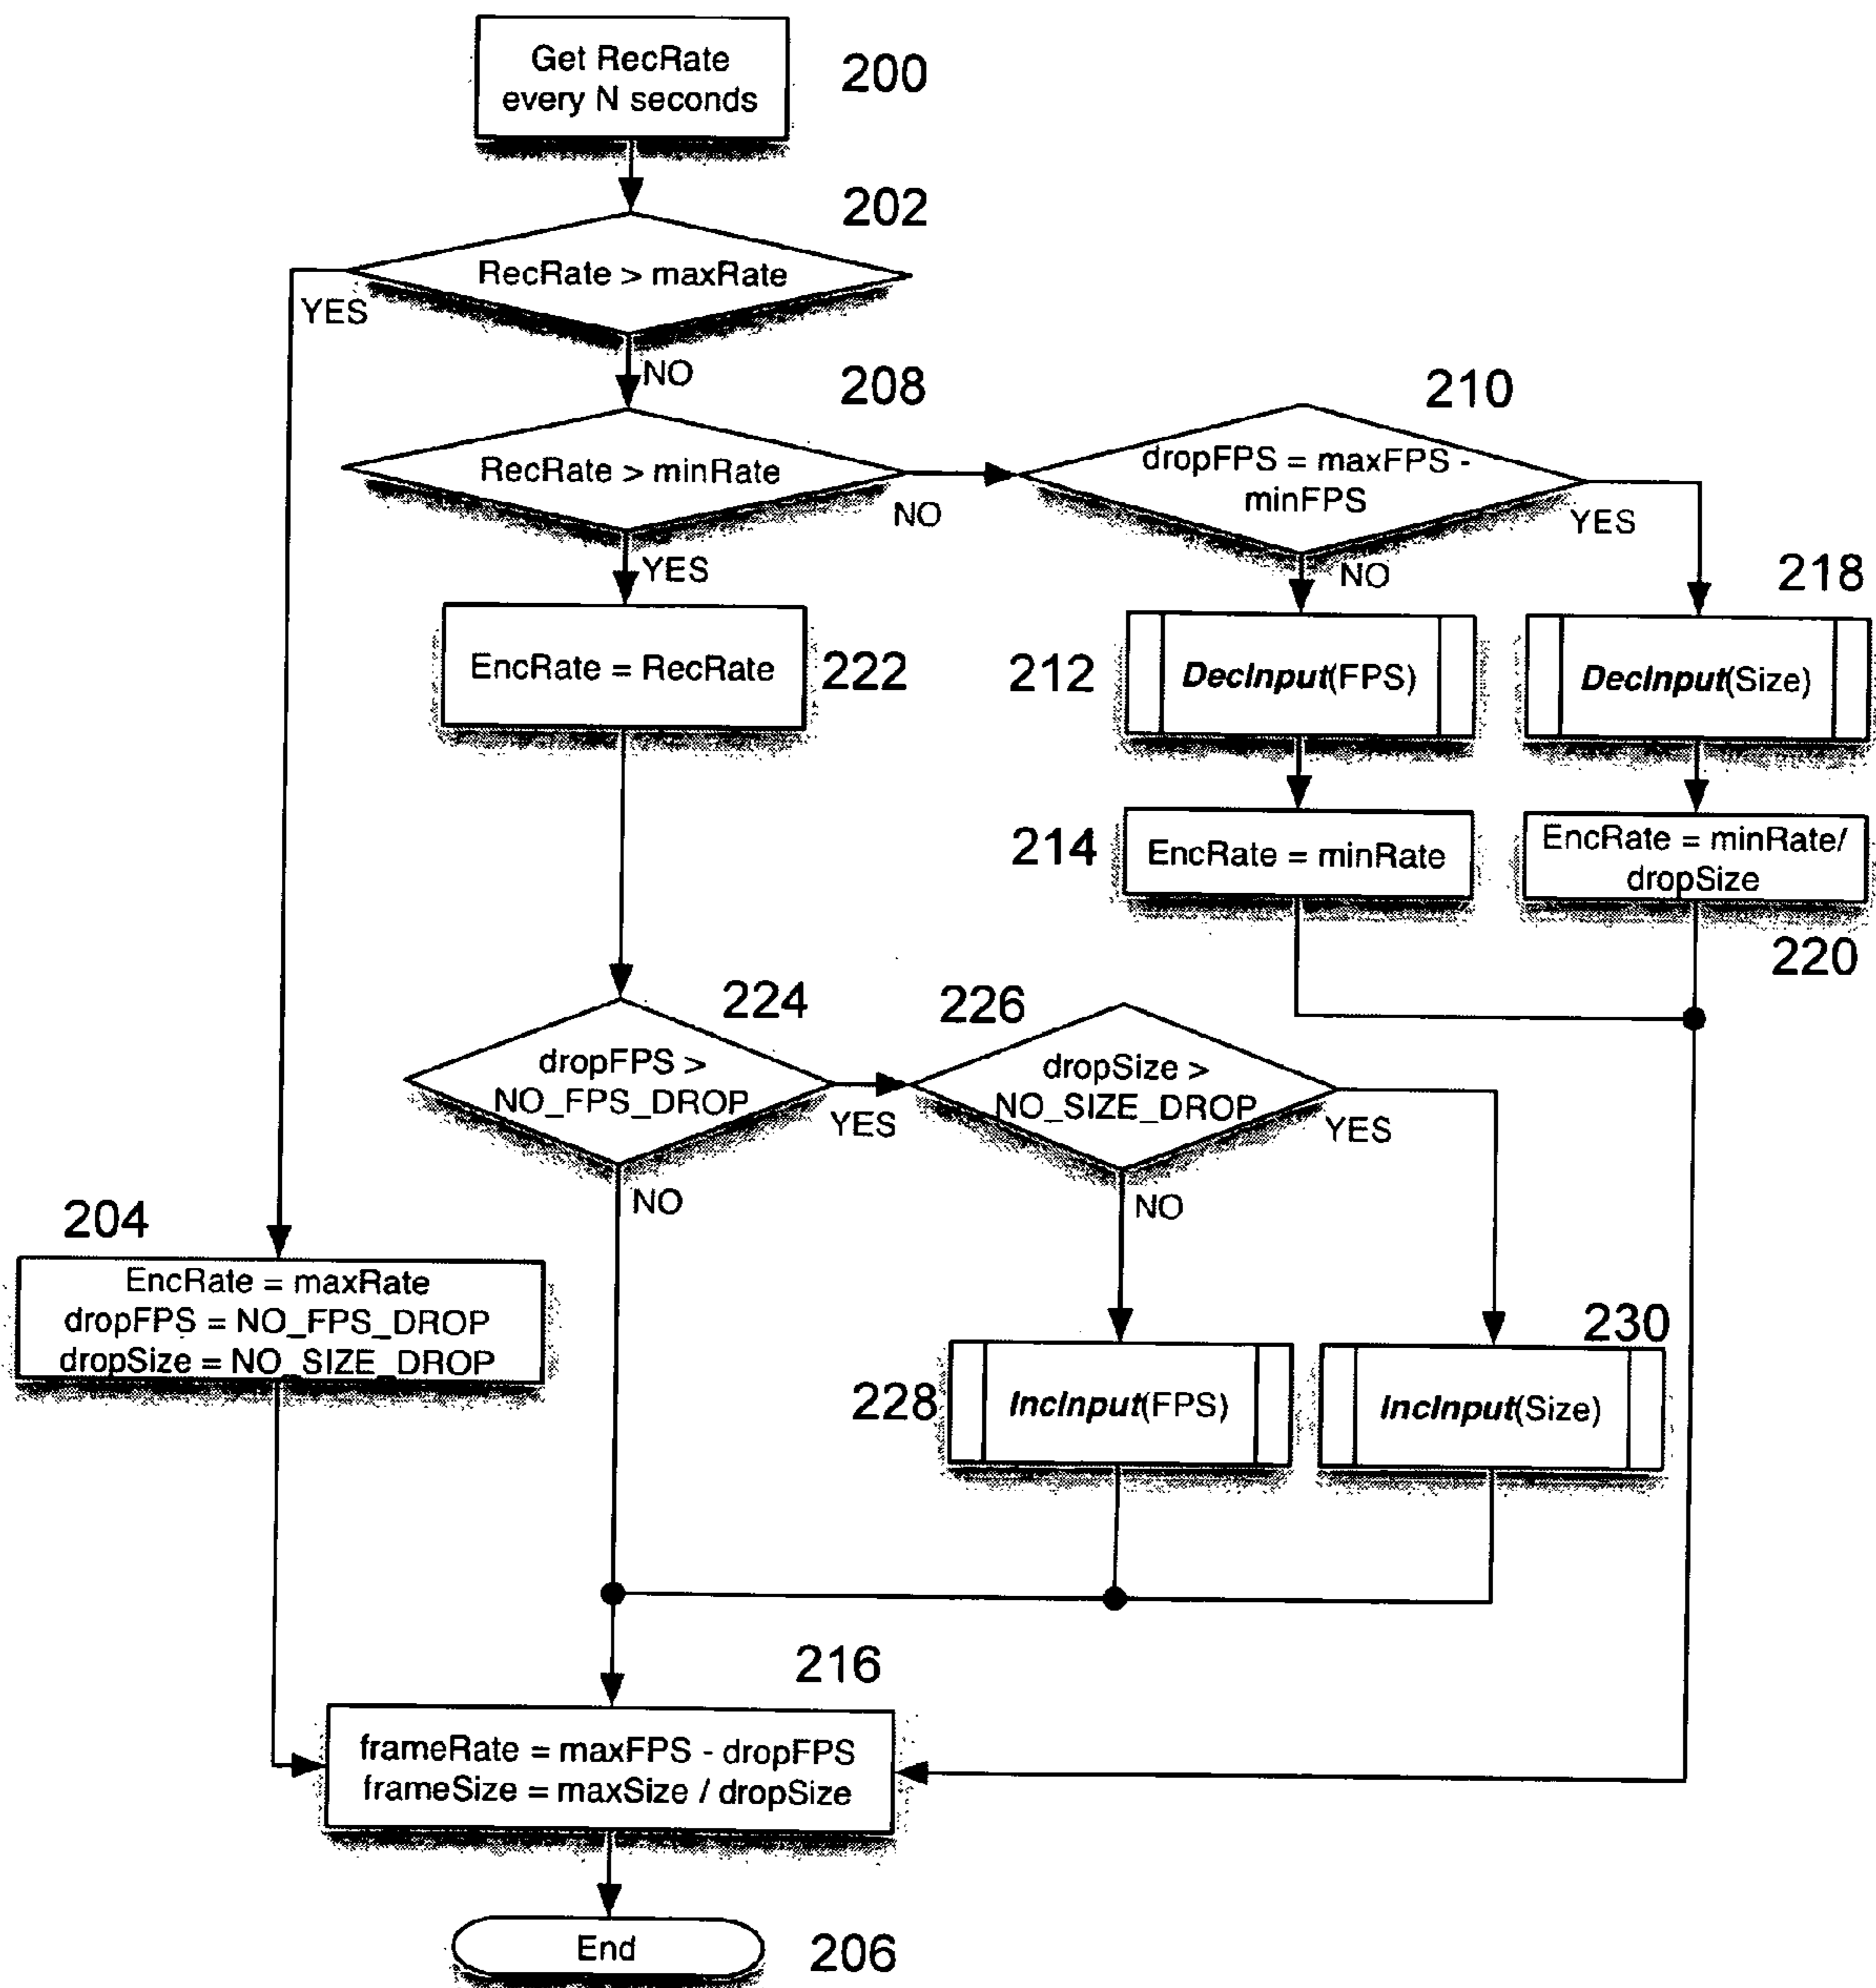 Get RecRate
every N seconds
200
202
RecRate > maxRate
YES
NO
208
210
RecRate > minRate
NO
dropFPS = maxFPS -
minFPS
YES
YES
NO
218
EncRate = RecRate
222
212
DecInput(FPS)
DecInput(Size)
214
EncRate = minRate
EncRate = minRate/
dropSize
220
224
226
dropFPS >
NO_FPS_DROP
YES
dropSize >
NO_SIZE_DROP
YES
NO
NO
204
EncRate = maxRate
dropFPS = NO_FPS_DROP
dropSize = NO_SIZE_DROP
230
228
IncInput(FPS)
IncInput(Size)
216
frameRate = maxFPS - dropFPS
frameSize = maxSize / dropSize
End
206